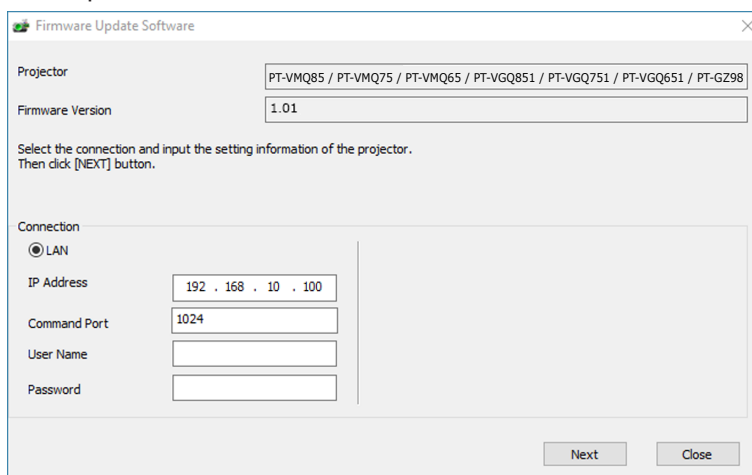 Firmware Update Software
Projector
PT-VMQ85 / PT-VMQ75 / PT-VMQ65 / PT-VGQ851 / PT-VGQ751 / PT-VGQ651 / PT-GZ98
Firmware Version
1.01
Select the connection and input the setting information of the projector.
Then click [NEXT] button.
Connection
LAN
IP Address
192 . 168 . 10 . 100
Command Port
1024
User Name
Password
Next
Close